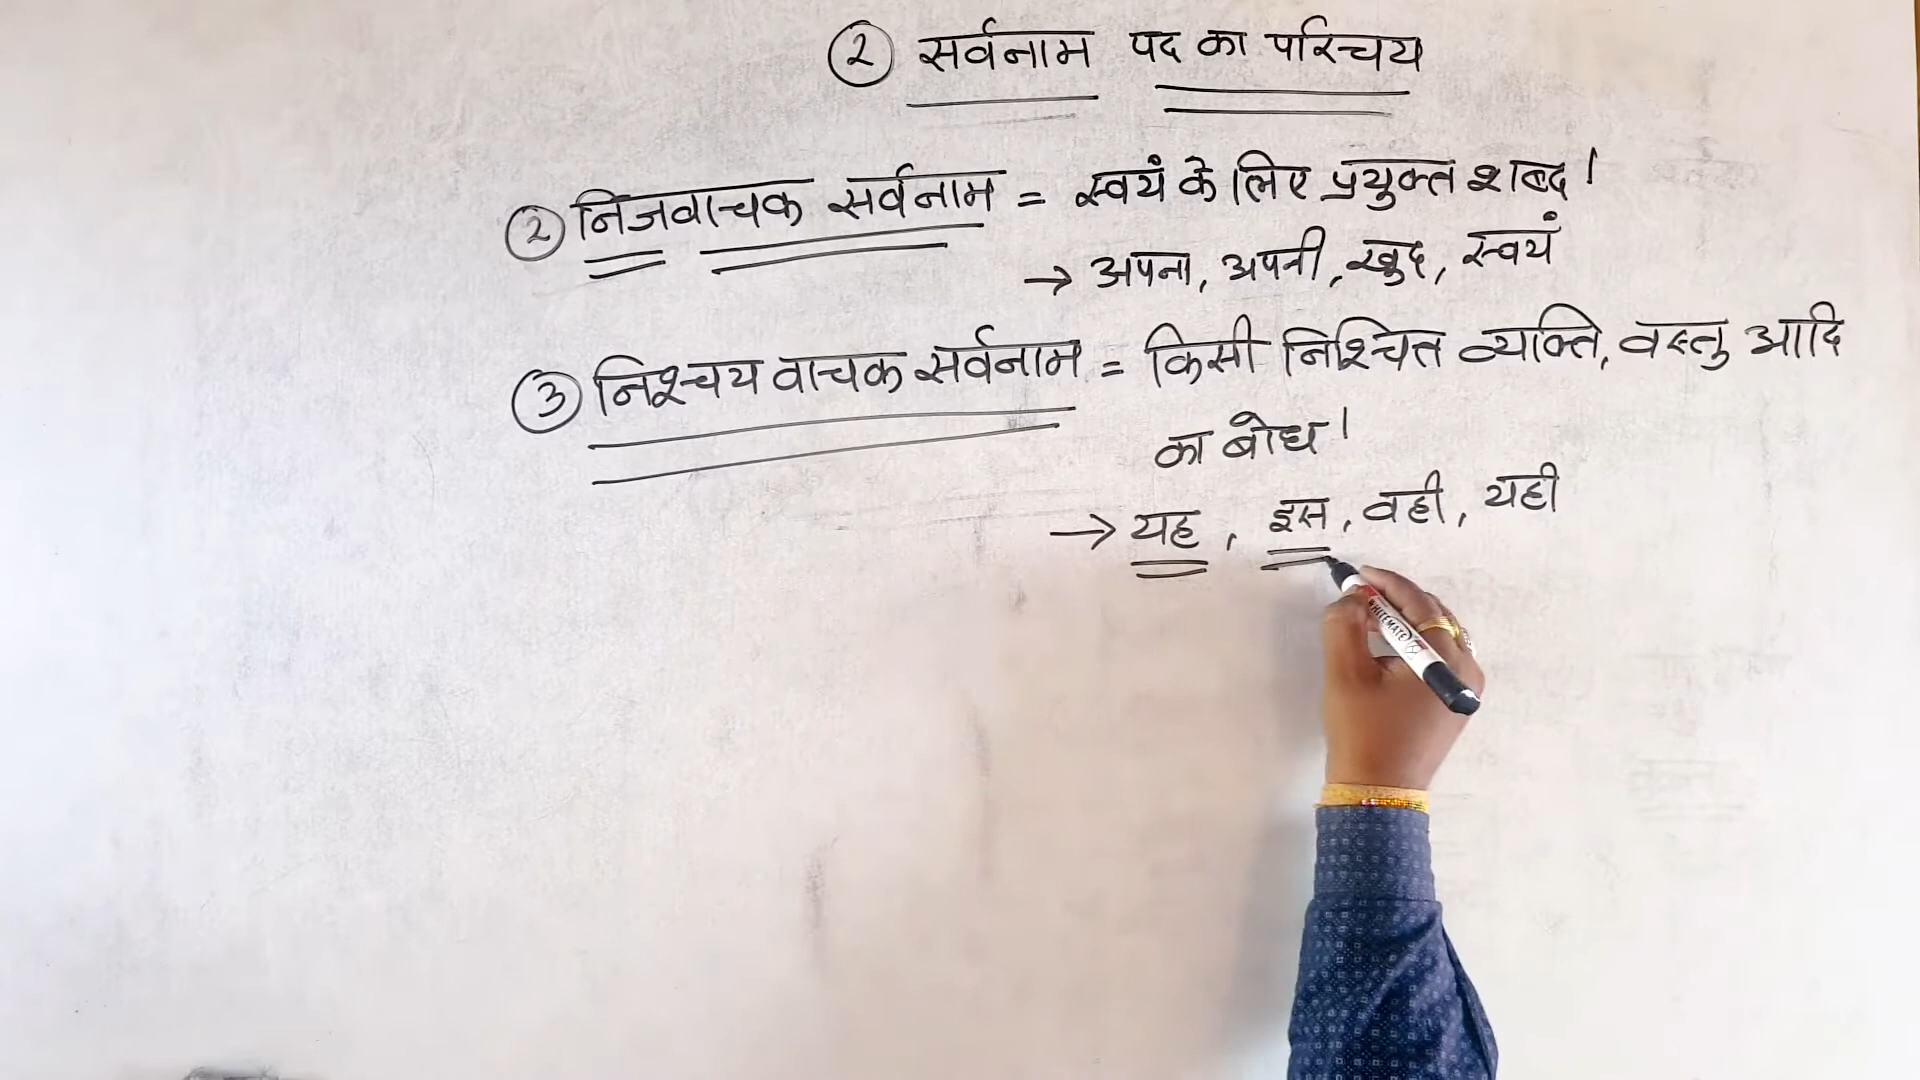 ② सर्वनाम पद का परिचय
② निजवाचक सर्वनाम = स्वयं के लिए प्रयुक्त शब्द।
→ अपना, अपनी, खुद, स्वयं
③ निश्चय वाचक सर्वनाम = किसी निश्चित व्यक्ति, वस्तु आदि
का बोध।
→ यह, इस, वही, यही
WHITEMATE